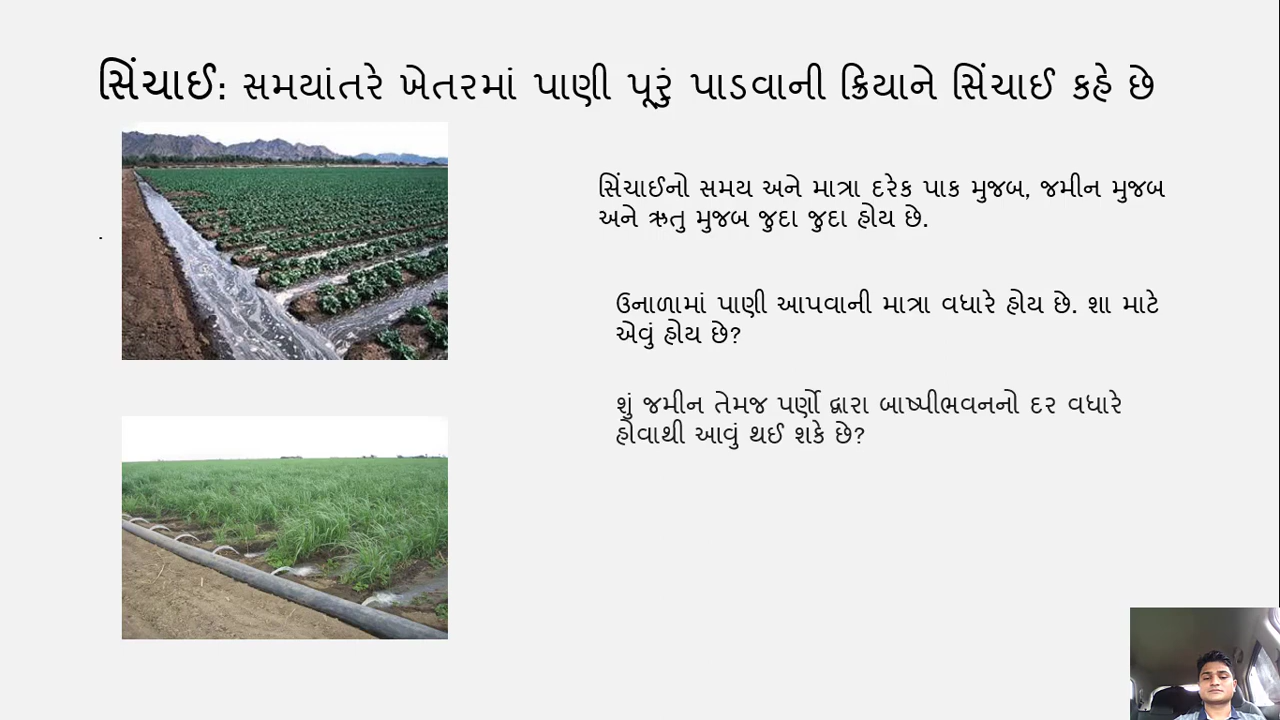 સિંચાઈ: સમયાંતરે ખેતરમાં પાણી પૂરું પાડવાની ક્રિયાને સિંચાઈ કહે છે
સિંચાઈનો સમય અને માત્રા દરેક પાક મુજબ, જમીન મુજબ
અને ઋતુ મુજબ જુદા જુદા હોય છે.
ઉનાળામાં પાણી આપવાની માત્રા વધારે હોય છે. શા માટે
એવું હોય છે?
શું જમીન તેમજ પર્ણો દ્વારા બાષ્પીભવનનો દર વધારે
હોવાથી આવું થઈ શકે છે?